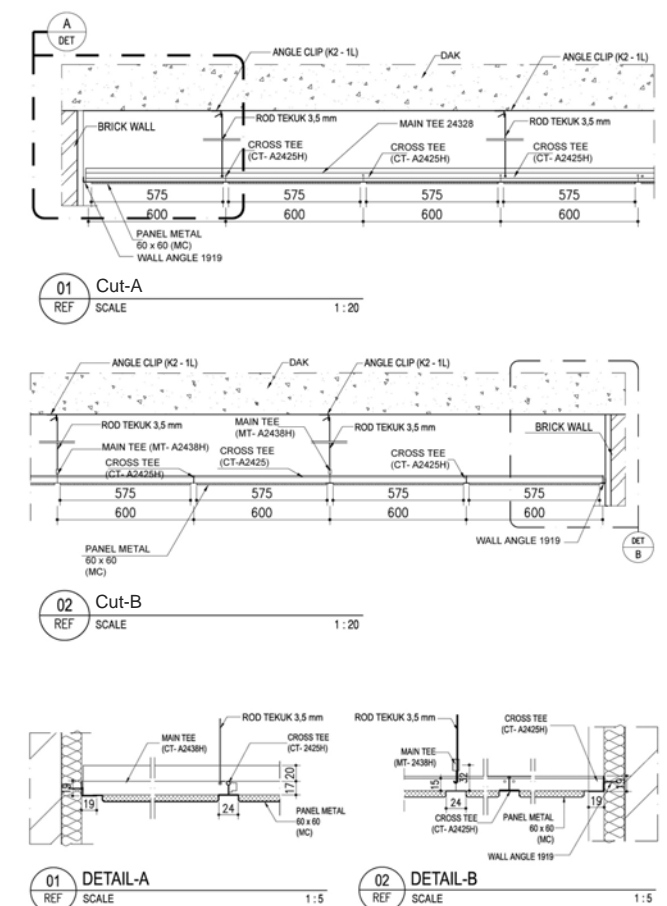 A
DET
ANGLE CLIP (K2 - 1L)
DAK
ANGLE CLIP (K2 - 1L)
BRICK WALL
ROD TEKUK 3,5 mm
MAIN TEE 24328
ROD TEKUK 3,5 mm
CROSS TEE
(CT- A2425H)
CROSS TEE
(CT- A2425H)
CROSS TEE
(CT- A2425H)
575
575
575
575
600
600
600
600
PANEL METAL
60 x 60 (MC)
WALL ANGLE 1919
01
REF
Cut-A
SCALE
1 : 20
ANGLE CLIP (K2 - 1L)
DAK
ANGLE CLIP (K2 - 1L)
ROD TEKUK 3,5 mm
MAIN TEE
(MT- A2438H)
ROD TEKUK 3,5 mm
BRICK WALL
MAIN TEE (MT- A2438H)
CROSS TEE
(CT- A2425H)
CROSS TEE
(CT-A2425)
CROSS TEE
(CT- A2425H)
575
575
575
575
600
600
600
600
PANEL METAL
60 x 60
(MC)
WALL ANGLE 1919
DET
B
02
REF
Cut-B
SCALE
1 : 20
ROD TEKUK 3,5 mm
MAIN TEE
(CT- A2438H)
CROSS TEE
(CT- 2425H)
19
19
24
17,20
PANEL METAL
60 x 60
(MC)
01
REF
DETAIL-A
SCALE
1 : 5
ROD TEKUK 3,5 mm
CROSS TEE
(CT- A2425H)
MAIN TEE
(MT- 2438H)
15
32
24
19
19
CROSS TEE
(CT- A2425H)
PANEL METAL
60 x 60
(MC)
WALL ANGLE 1919
02
REF
DETAIL-B
SCALE
1 : 5